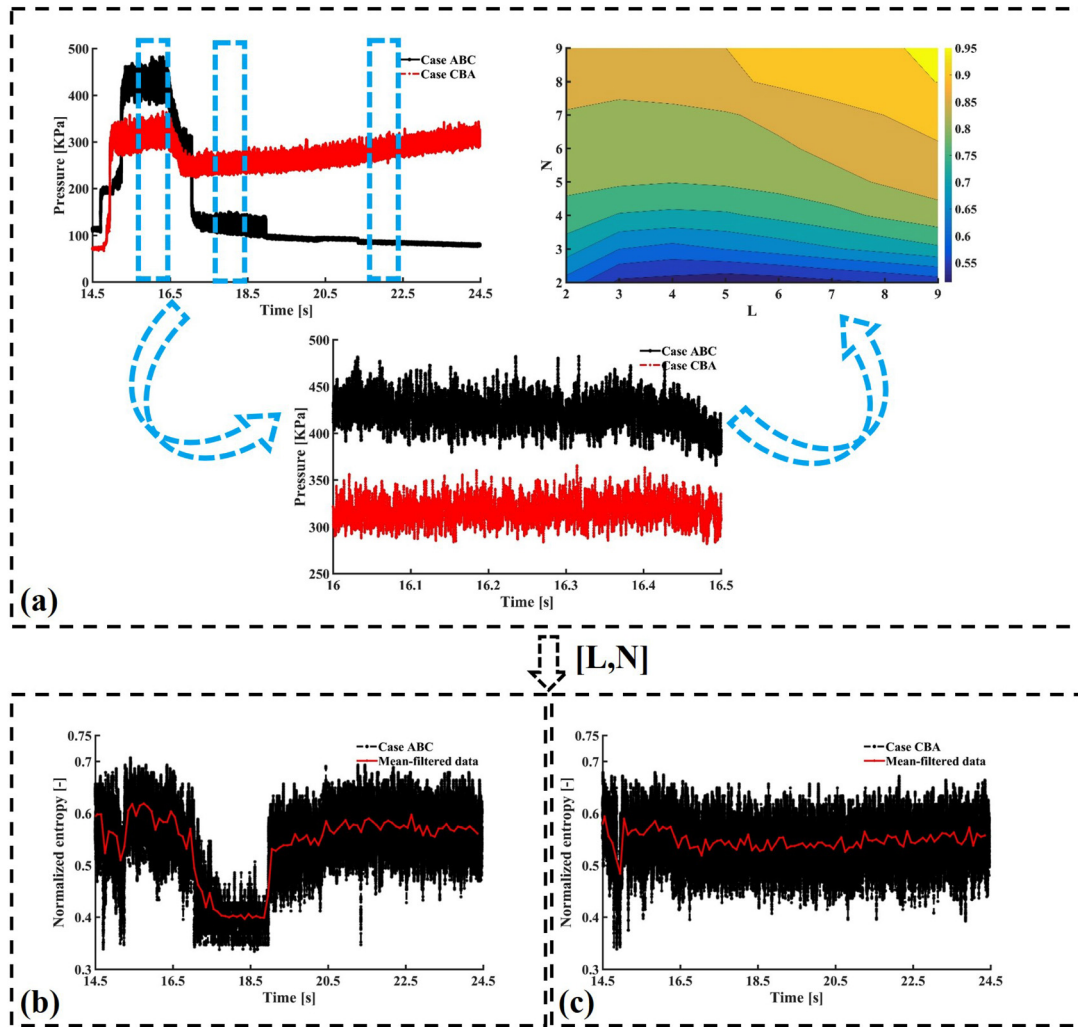 500
400
300
200
100
0
Pressure [KPa]
Case ABC
Case CBA
14.5 16.5 18.5 20.5 22.5 24.5
Time [s]
9
8
7
6
5
4
3
2
N
2 3 4 5 6 7 8 9
L
0.95
0.9
0.85
0.8
0.75
0.7
0.65
0.6
0.55
500
450
400
350
300
250
Pressure [KPa]
Case ABC
Case CBA
16 16.1 16.2 16.3 16.4 16.5
Time [s]
(a)
[L,N]
0.75
0.6
0.5
0.4
0.3
Normalized entropy [-]
Case ABC
Mean-filtered data
14.5 16.5 18.5 20.5 22.5 24.5
Time [s]
(b)
0.75
0.6
0.5
0.4
0.3
Normalized entropy [-]
Case CBA
Mean-filtered data
14.5 16.5 18.5 20.5 22.5 24.5
Time [s]
(c)